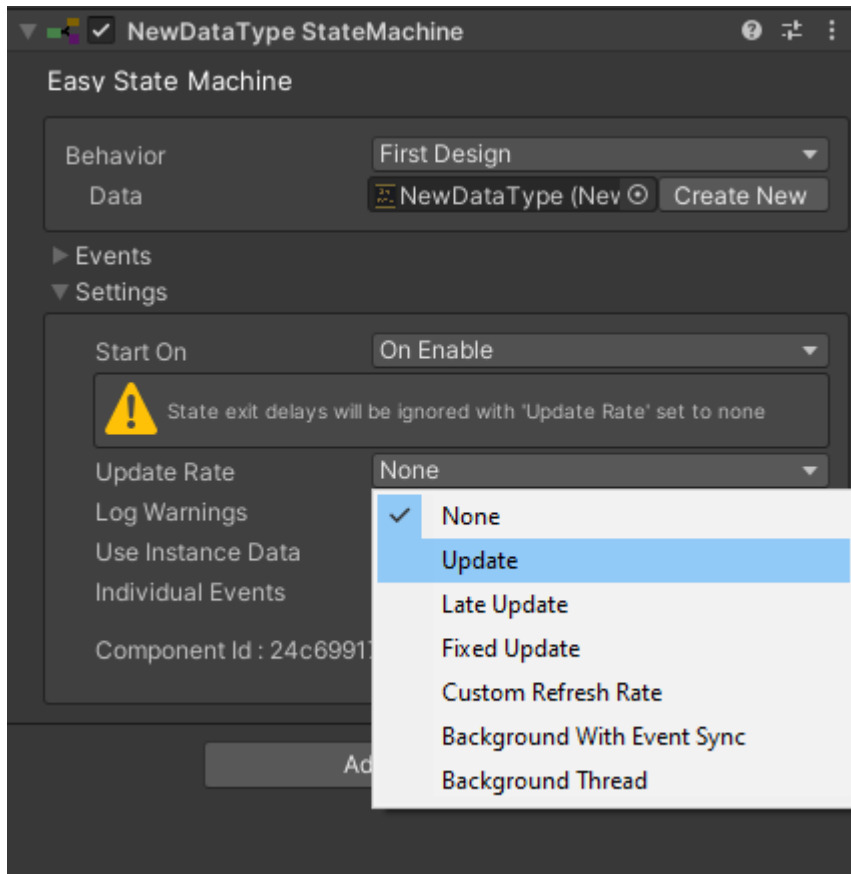 NewDataType StateMachine
Easy State Machine
Behavior First Design
Data NewDataType (Nev Create New
Events
Settings
Start On On Enable
State exit delays will be ignored with 'Update Rate' set to none
Update Rate None
Log Warnings None
Use Instance Data Update
Individual Events Late Update
Fixed Update
Component Id : 24c6991 Custom Refresh Rate
Background With Event Sync
Ad Background Thread